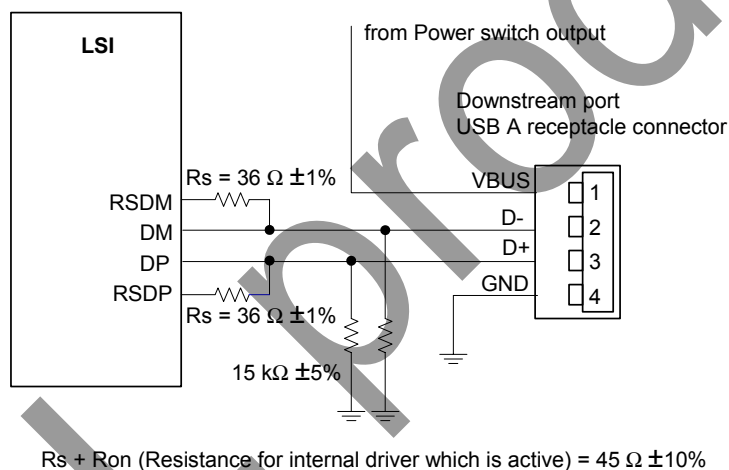 LSI
from Power switch output
Downstream port
USB A receptacle connector
Rs = 36 Ω ±1%
VBUS
1
RSDM
D-
2
DM
D+
3
DP
GND
4
RSDP
Rs = 36 Ω ±1%
15 kΩ ±5%
Rs + Ron (Resistance for internal driver which is active) = 45 Ω ±10%